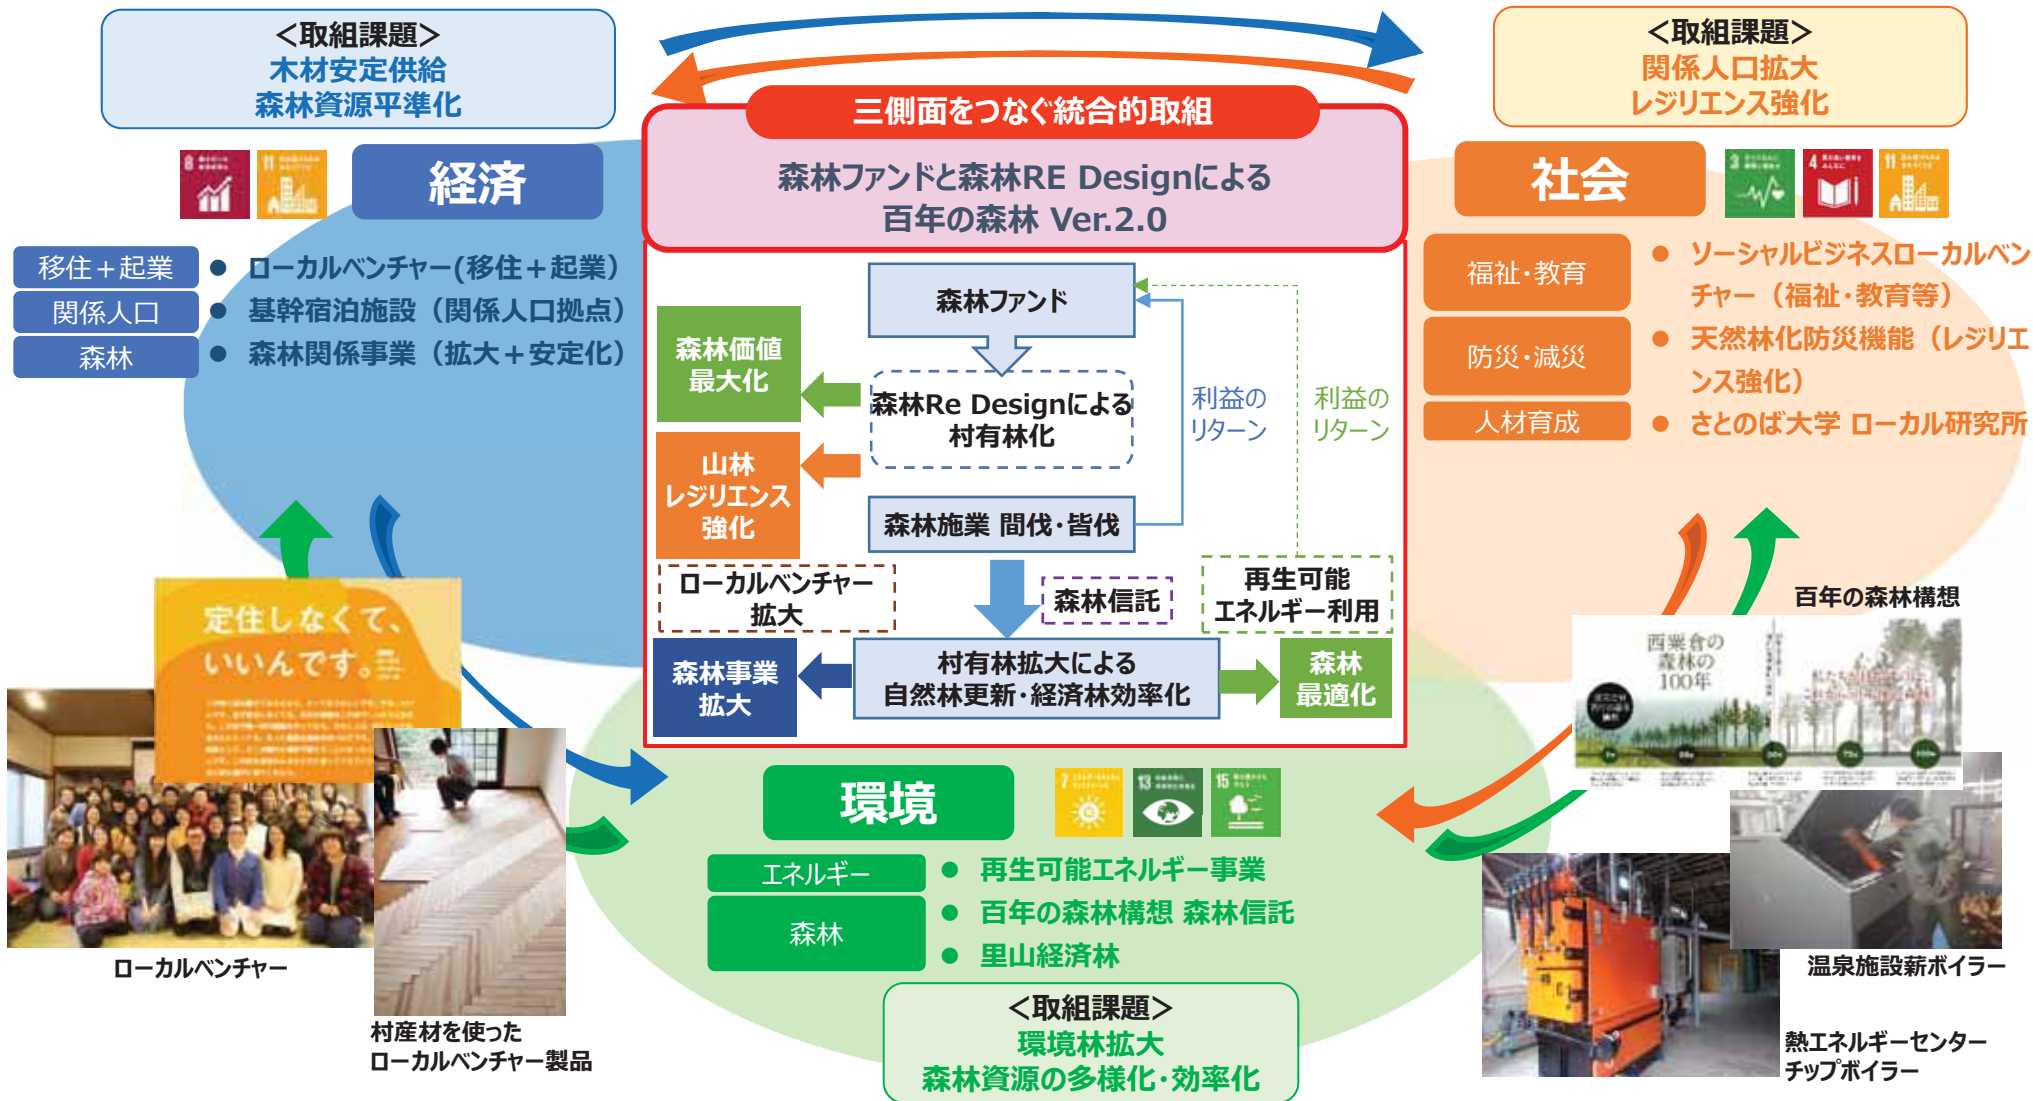 <取組課題>
木材安定供給
森林資源平準化
<取組課題>
関係人口拡大
レジリエンス強化
三側面をつなぐ統合的取組
森林ファンドと森林RE Designによる
百年の森林 Ver.2.0
8
11
経済
社会
3
4
11
移住+起業
関係人口
森林
● ローカルベンチャー(移住+起業)
● 基幹宿泊施設(関係人口拠点)
● 森林関係事業(拡大+安定化)
福祉・教育
防災・減災
人材育成
● ソーシャルビジネスローカルベン
チャー(福祉・教育等)
● 天然林化防災機能(レジリエ
ンス強化)
● さとのば大学 ローカル研究所
森林ファンド
森林価値
最大化
森林Re Designによる
村有林化
利益の
リターン
利益の
リターン
山林
レジリエンス
強化
森林施業 間伐・皆伐
ローカルベンチャー
拡大
森林信託
再生可能
エネルギー利用
森林事業
拡大
村有林拡大による
自然林更新・経済林効率化
森林
最適化
定住しなくて、
いいんです。
百年の森林構想
西粟倉の
森林の
100年
環境
7
13
15
エネルギー
森林
● 再生可能エネルギー事業
● 百年の森林構想 森林信託
● 里山経済林
<取組課題>
環境林拡大
森林資源の多様化・効率化
ローカルベンチャー
村産材を使った
ローカルベンチャー製品
温泉施設薪ボイラー
熱エネルギーセンター
チップボイラー